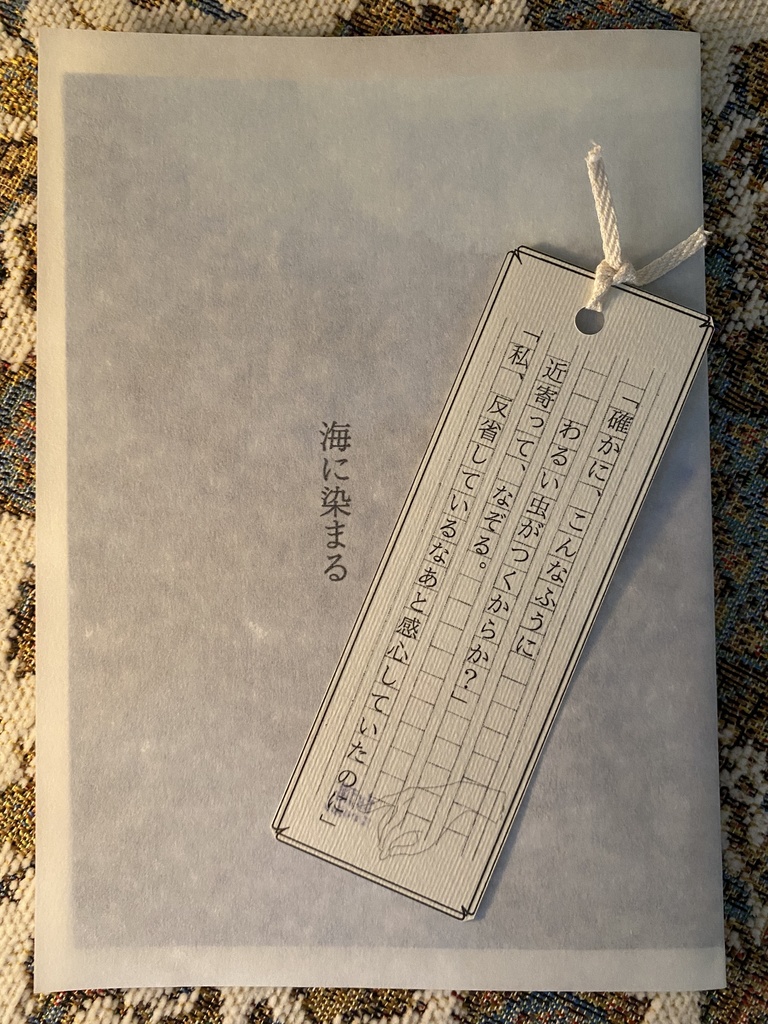 海に染まる
「確かに、こんなふうに
わるい虫がつくからか?」
近寄って、なぞる。
「私、反省しているなあと感心していたのに」